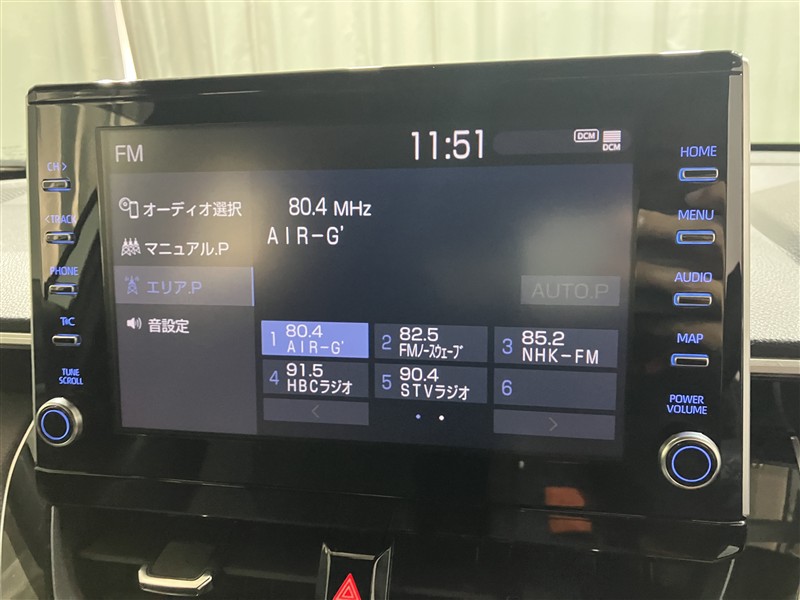 FM
11:51
DCM
DCM
オーディオ選択
マニュアル.P
エリア.P
音設定
80.4 MHz
AIR-G'
AUTO.P
1 80.4
AIR-G'
2 82.5
FMノースウェーブ
3 85.2
NHK-FM
4 91.5
HBCラジオ
5 90.4
STVラジオ
6
<
>
CH >
< TRACK
PHONE
T.C
TUNE
SCROLL
HOME
MENU
AUDIO
MAP
POWER
VOLUME